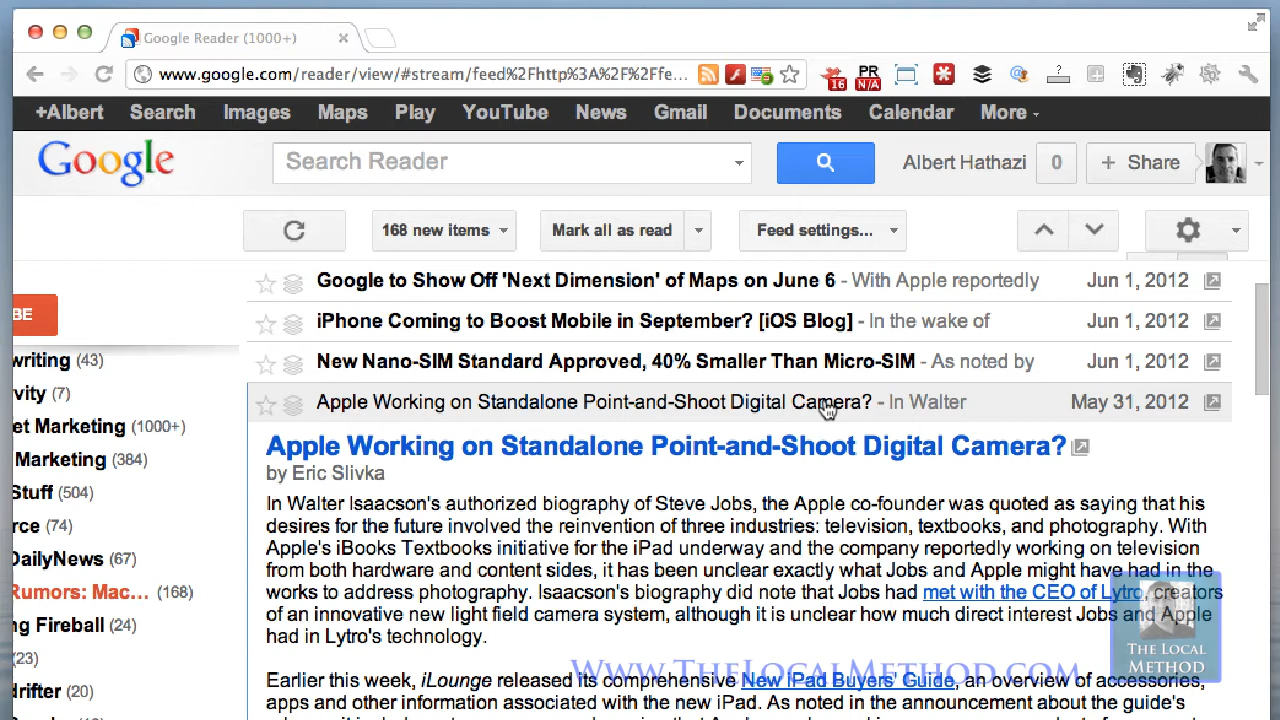 Google Reader (1000+)
www.google.com/reader/view/#stream/feed%2Fhttp%3A%2F%2Ffe...
16
PR
N/A
5
+Albert Search Images Maps Play YouTube News Gmail Documents Calendar More
Google
Search Reader
Albert Hathazi
0
+ Share
168 new items
Mark all as read
Feed settings...
BE
writing (43)
vity (7)
et Marketing (1000+)
Marketing (384)
Stuff (504)
rce (74)
DailyNews (67)
Rumors: Mac... (168)
ng Fireball (24)
(23)
drifter (20)
Google to Show Off 'Next Dimension' of Maps on June 6 - With Apple reportedly Jun 1, 2012
iPhone Coming to Boost Mobile in September? [iOS Blog] - In the wake of Jun 1, 2012
New Nano-SIM Standard Approved, 40% Smaller Than Micro-SIM - As noted by Jun 1, 2012
Apple Working on Standalone Point-and-Shoot Digital Camera? - In Walter May 31, 2012
Apple Working on Standalone Point-and-Shoot Digital Camera?
by Eric Slivka
In Walter Isaacson's authorized biography of Steve Jobs, the Apple co-founder was quoted as saying that his
desires for the future involved the reinvention of three industries: television, textbooks, and photography. With
Apple's iBooks Textbooks initiative for the iPad underway and the company reportedly working on television
from both hardware and content sides, it has been unclear exactly what Jobs and Apple might have had in the
works to address photography. Isaacson's biography did note that Jobs had met with the CEO of Lytro, creators
of an innovative new light field camera system, although it is unclear how much direct interest Jobs and Apple
had in Lytro's technology.
Earlier this week, iLounge released its comprehensive New iPad Buyers' Guide, an overview of accessories,
apps and other information associated with the new iPad. As noted in the announcement about the guide's
www.TheLocalMethod.com
THE LOCAL
METHOD